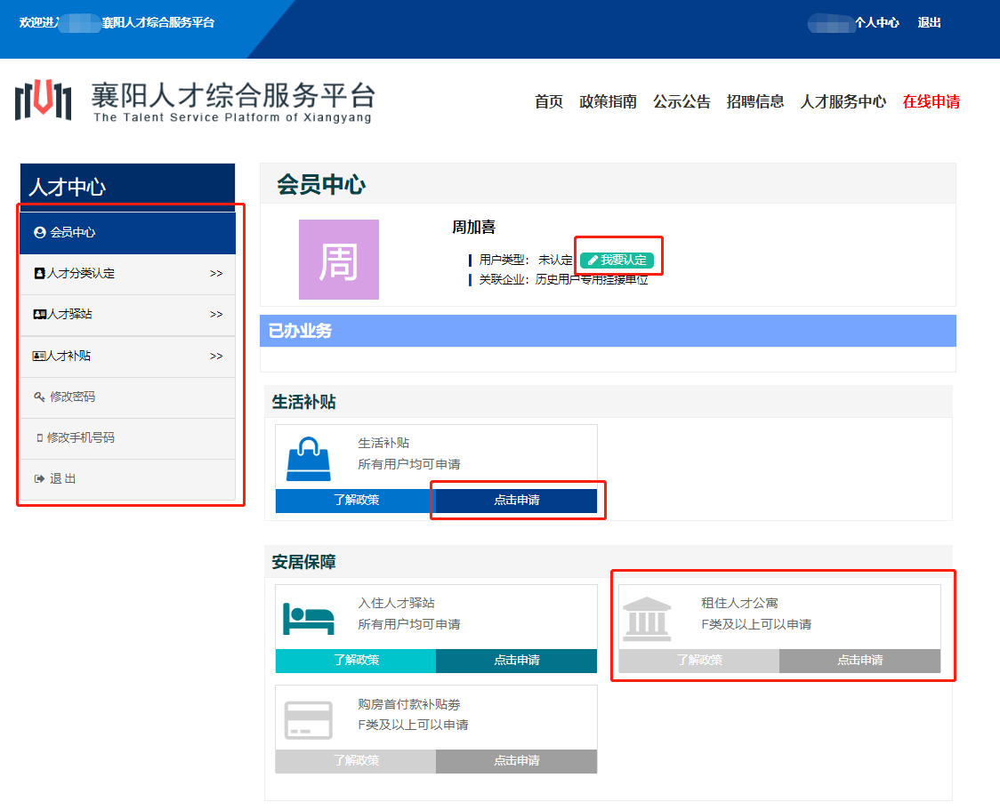 欢迎进入
襄阳人才综合服务平台
个人中心
退出
襄阳人才综合服务平台
The Talent Service Platform of Xiangyang
首页 政策指南 公示公告 招聘信息 人才服务中心 在线申请
人才中心
会员中心
人才分类认定 >>
人才驿站 >>
人才补贴 >>
修改密码
修改手机号码
退 出
会员中心
周
周加喜
用户类型： 未认定 我要认定
关联企业：历史用户专用挂接单位
已办业务
生活补贴
生活补贴
所有用户均可申请
了解政策 点击申请
安居保障
入住人才驿站
所有用户均可申请
了解政策 点击申请
租住人才公寓
F类及以上可以申请
了解政策 点击申请
购房首付款补贴券
F类及以上可以申请
了解政策 点击申请